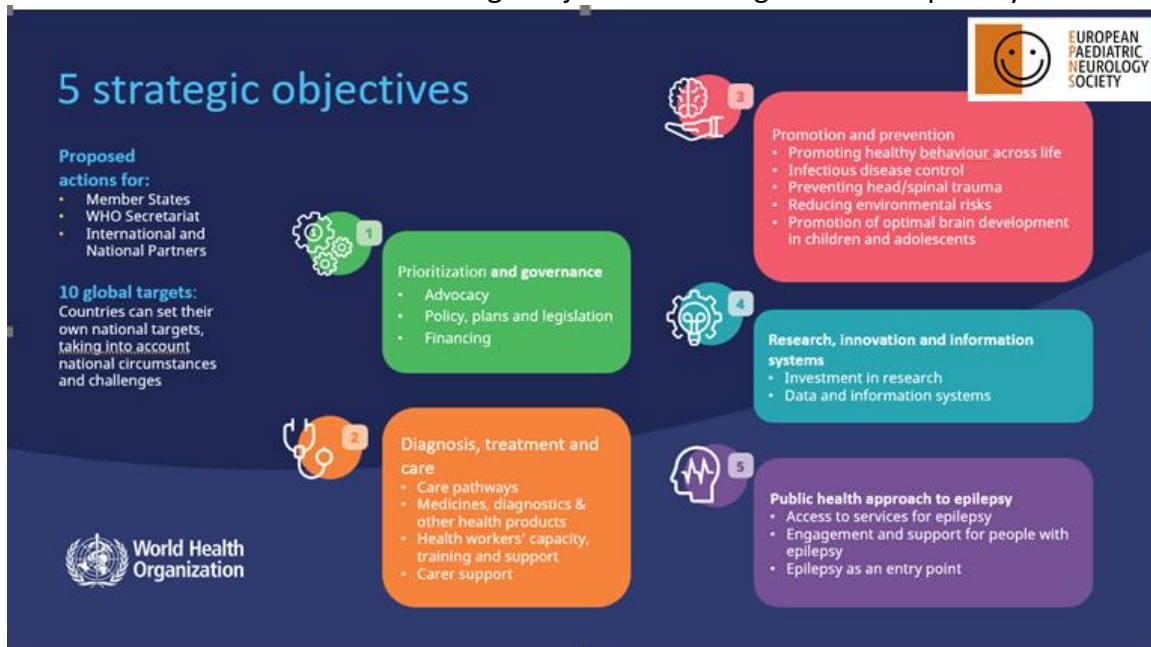 5 strategic objectives
Proposed
actions for:
• Member States
• WHO Secretariat
• International and
National Partners
10 global targets:
Countries can set their
own national targets,
taking into account
national circumstances
and challenges
World Health
Organization
1
Prioritization and governance
• Advocacy
• Policy, plans and legislation
• Financing
2
Diagnosis, treatment and
care
• Care pathways
• Medicines, diagnostics &
other health products
• Health workers' capacity,
training and support
• Carer support
EUROPEAN
PAEDIATRIC
NEUROLOGY
SOCIETY
3
Promotion and prevention
• Promoting healthy behaviour across life
• Infectious disease control
• Preventing head/spinal trauma
• Reducing environmental risks
• Promotion of optimal brain development
in children and adolescents
4
Research, innovation and information
systems
• Investment in research
• Data and information systems
5
Public health approach to epilepsy
• Access to services for epilepsy
• Engagement and support for people with
epilepsy
• Epilepsy as an entry point